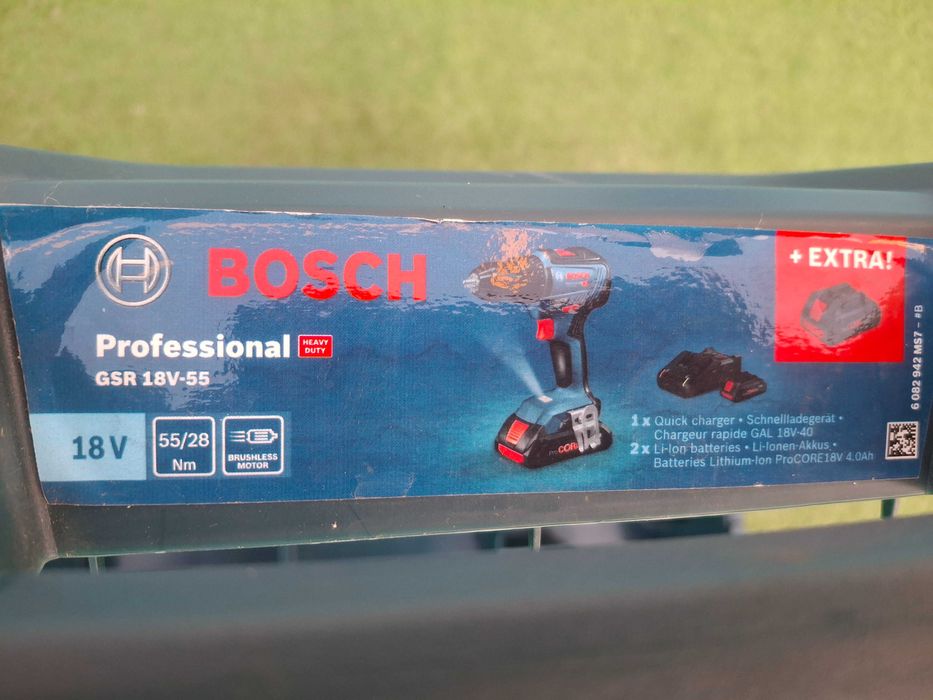 BOSCH
Professional HEAVY DUTY
GSR 18V-55
18 V
55/28
Nm
BRUSHLESS
MOTOR
BOSCH
ProCORE
+ EXTRA!
1 x Quick charger • Schnellladegerät •
Chargeur rapide GAL 18V-40
2 x Li-Ion batteries • Li-Ionen-Akkus •
Batteries Lithium-Ion ProCORE18V 4.0Ah
6 082 942 MS7 – #B